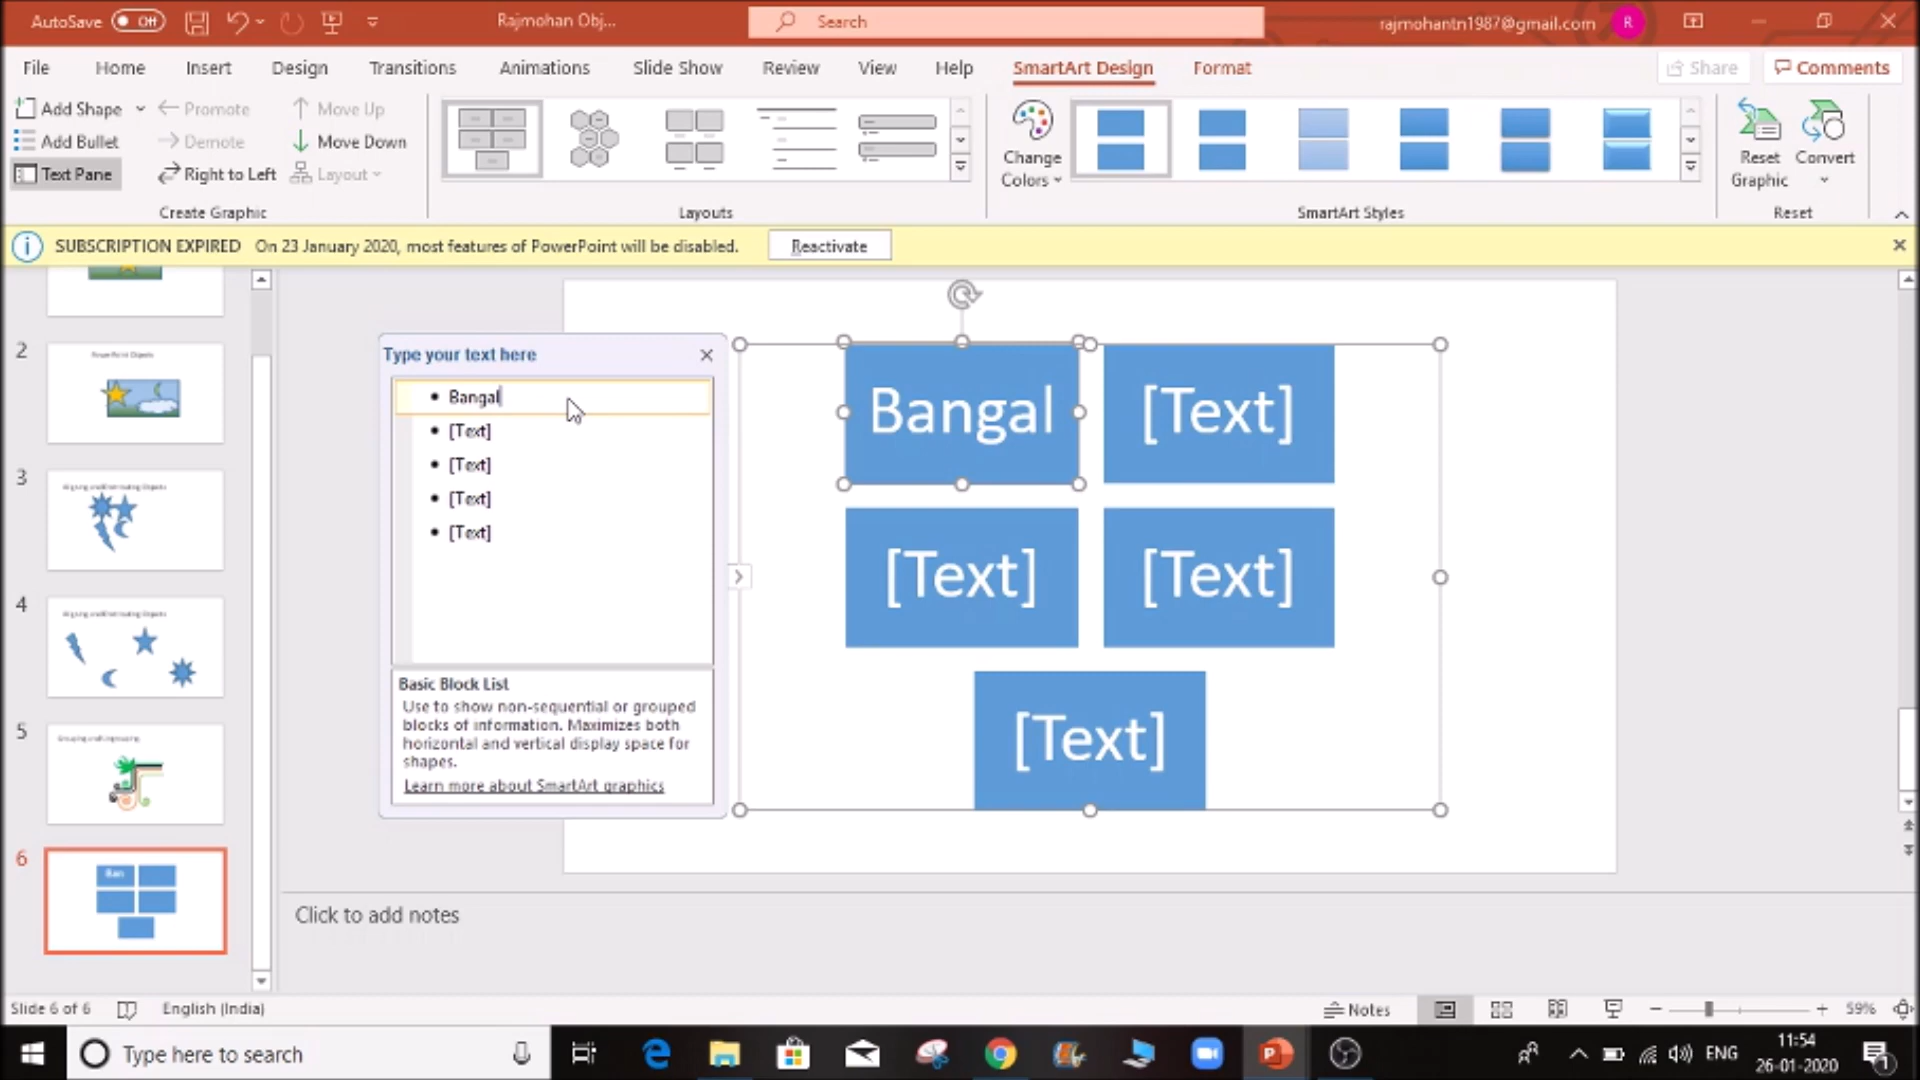 AutoSave Off Rajmohan Obj... Search rajmohantn1987@gmail.com R
File Home Insert Design Transitions Animations Slide Show Review View Help SmartArt Design Format Share Comments
Add Shape Promote Move Up
Add Bullet Demote Move Down
Text Pane Right to Left Layout
Change Colors
Reset Graphic
Convert
Create Graphic Layouts SmartArt Styles Reset
SUBSCRIPTION EXPIRED On 23 January 2020, most features of PowerPoint will be disabled. Reactivate
2
PowerPoint Objects
3
4
5
6
Ban
Type your text here
Bangal
[Text]
[Text]
[Text]
[Text]
Basic Block List
Use to show non-sequential or grouped
blocks of information. Maximizes both
horizontal and vertical display space for
shapes.
Learn more about SmartArt graphics
Bangal [Text]
[Text] [Text]
[Text]
Click to add notes
Slide 6 of 6 English (India) Notes 59%
Type here to search ENG 11:54
26-01-2020
1